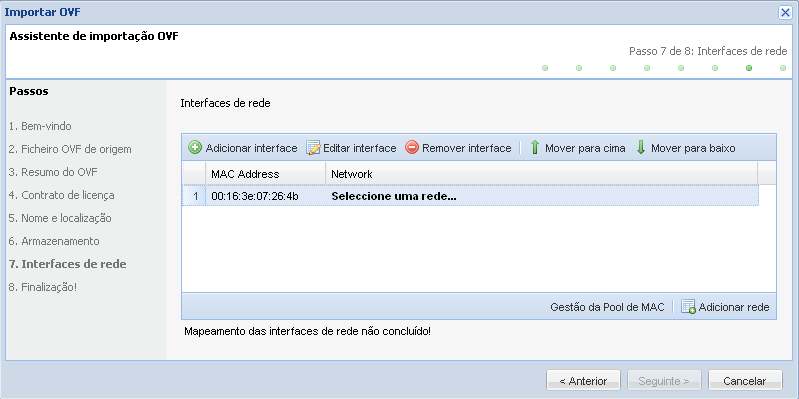 Importar OVF
Assistente de importação OVF
Passo 7 de 8: Interfaces de rede
Passos
1. Bem-vindo
2. Ficheiro OVF de origem
3. Resumo do OVF
4. Contrato de licença
5. Nome e localização
6. Armazenamento
7. Interfaces de rede
8. Finalização!
Interfaces de rede
Adicionar interface Editar interface Remover interface Mover para cima Mover para baixo
MAC Address Network
1 00:16:3e:07:26:4b Seleccione uma rede...
Gestão da Pool de MAC Adicionar rede
Mapeamento das interfaces de rede não concluído!
< Anterior Seguinte > Cancelar